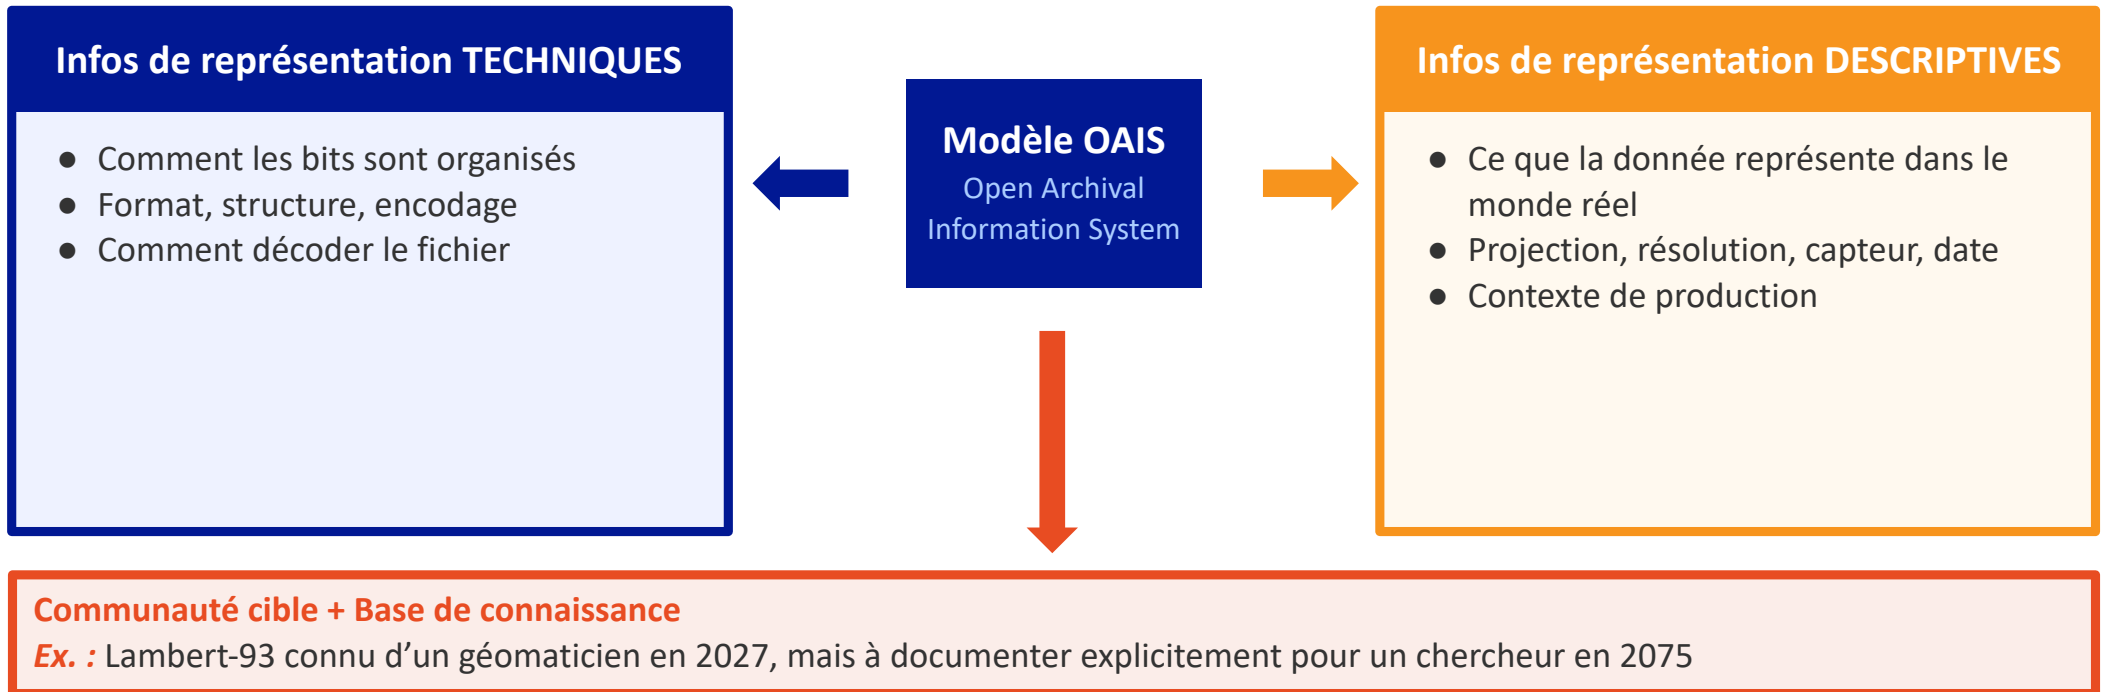 Infos de représentation TECHNIQUES
● Comment les bits sont organisés
● Format, structure, encodage
● Comment décoder le fichier
Modèle OAIS
Open Archival
Information System
Infos de représentation DESCRIPTIVES
● Ce que la donnée représente dans le
monde réel
● Projection, résolution, capteur, date
● Contexte de production
Communauté cible + Base de connaissance
Ex. : Lambert-93 connu d’un géomaticien en 2027, mais à documenter explicitement pour un chercheur en 2075